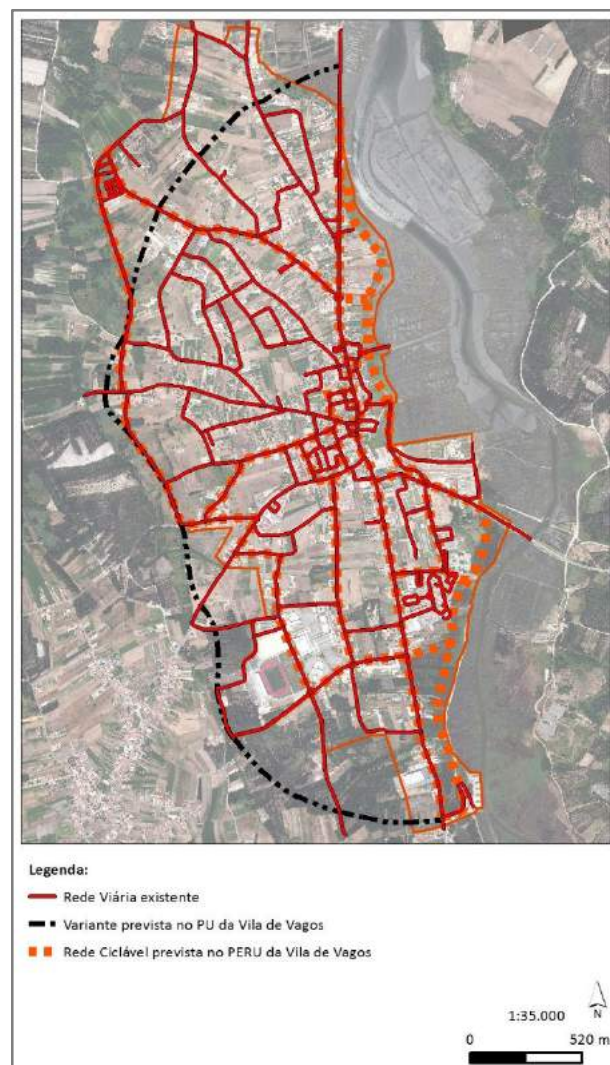 Legenda:
Rede Viária existente
Variante prevista no PU da Vila de Vagos
Rede Ciclável prevista no PERU da Vila de Vagos
1:35.000
N
0 520 m